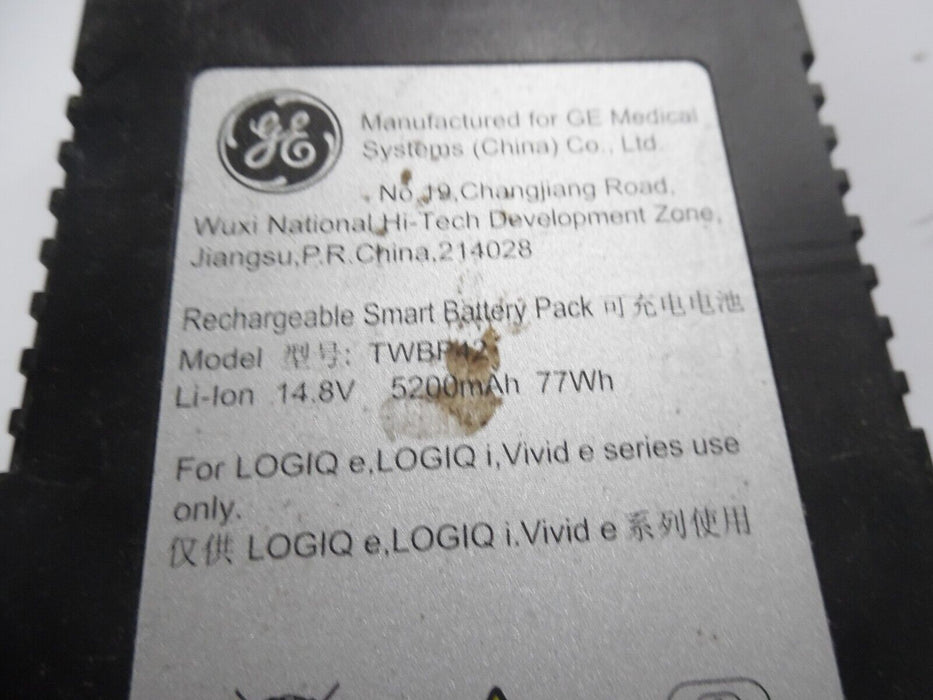 GE
Manufactured for GE Medical
Systems (China) Co., Ltd.
No.19,Changjiang Road,
Wuxi National Hi-Tech Development Zone,
Jiangsu,P.R.China,214028
Rechargeable Smart Battery Pack 可充电电池
Model 型号:
Li-Ion 14.8V 5200mAh 77Wh
For LOGIQ e,LOGIQ i,Vivid e series use
only.
仅供 LOGIQ e,LOGIQ i.Vivid e 系列使用